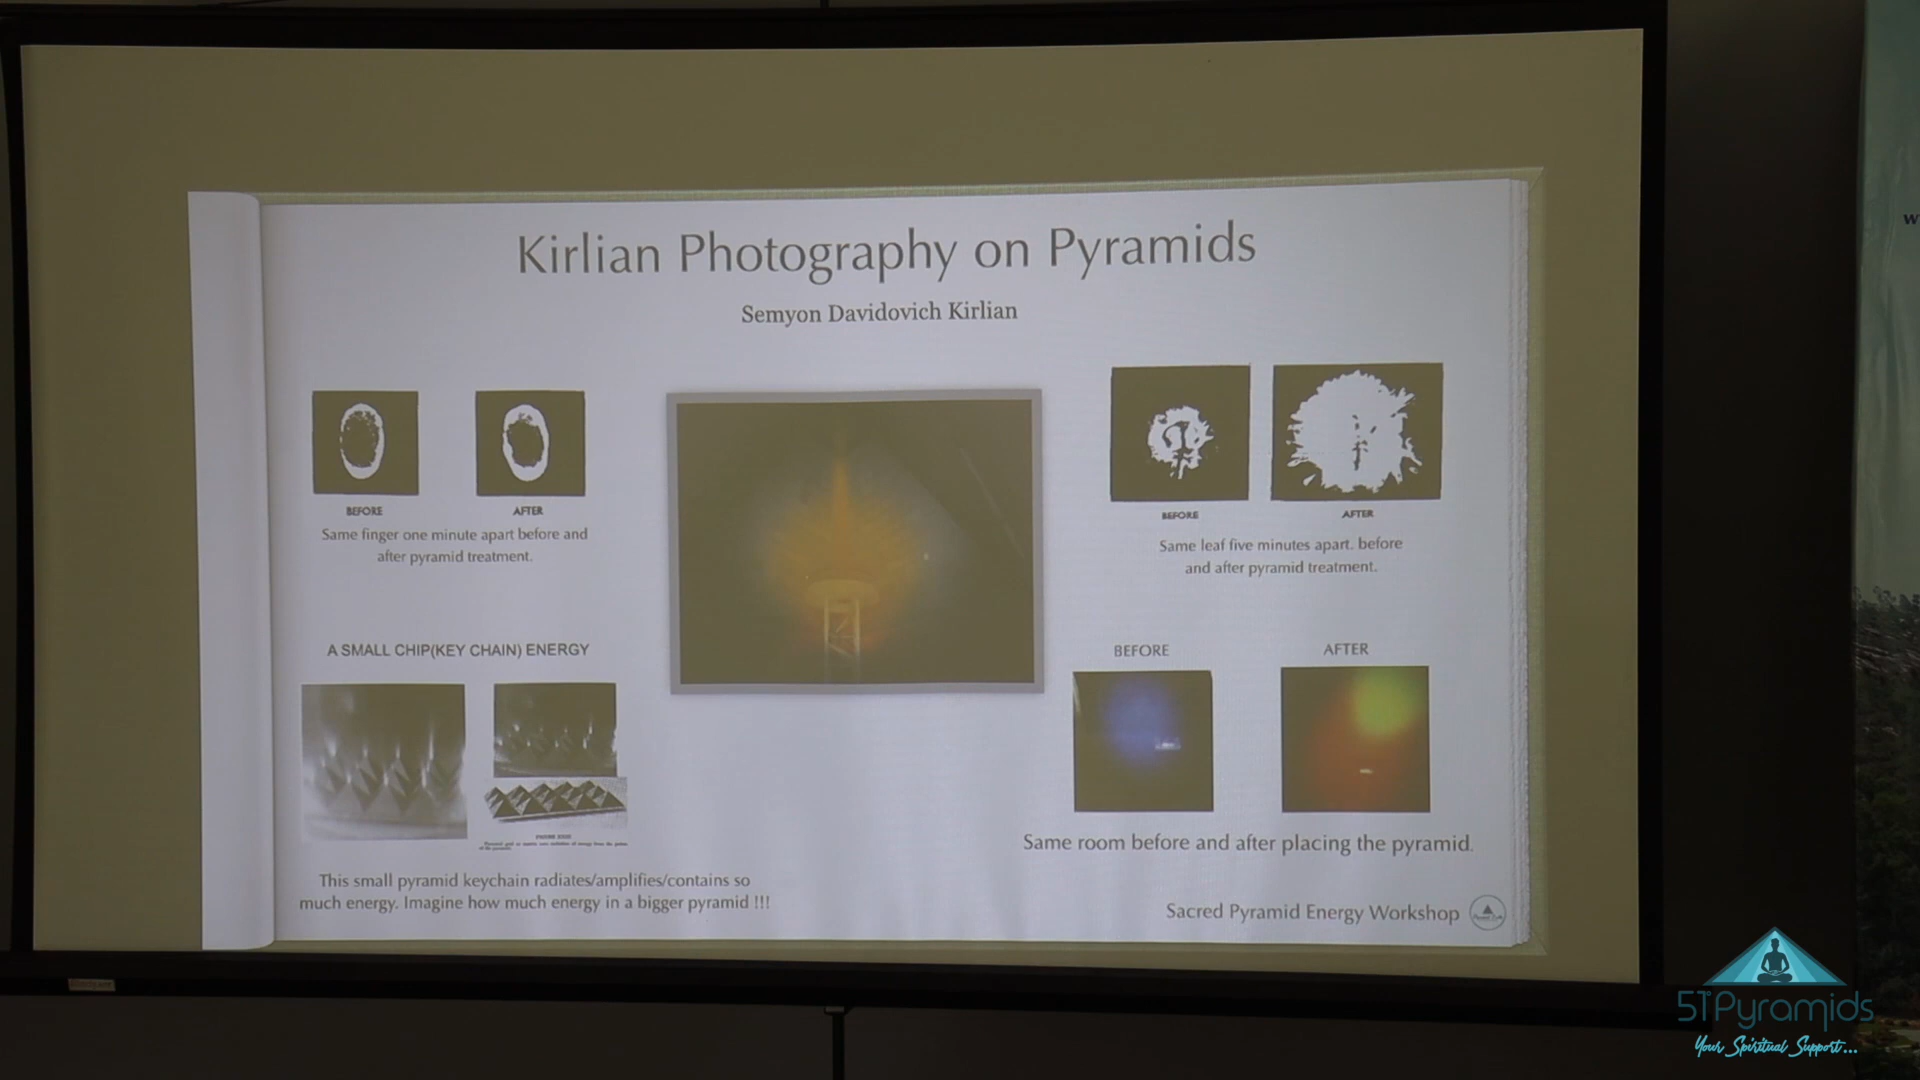 Kirlian Photography on Pyramids
Semyon Davidovich Kirlian
BEFORE
AFTER
Same finger one minute apart before and
after pyramid treatment.
BEFORE
AFTER
Same leaf five minutes apart. before
and after pyramid treatment.
A SMALL CHIP(KEY CHAIN) ENERGY
This small pyramid keychain radiates/amplifies/contains so
much energy. Imagine how much energy in a bigger pyramid !!!
BEFORE
AFTER
Same room before and after placing the pyramid.
Sacred Pyramid Energy Workshop
51°Pyramids
Your Spiritual Support...